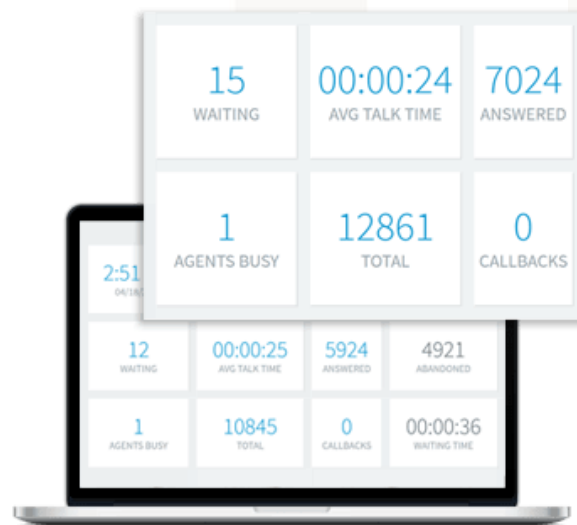 15 00:00:24 7024
WAITING AVG TALK TIME ANSWERED
1 12861 0
AGENTS BUSY TOTAL CALLBACKS
2:51
12 00:00:25 5924 4921
WAITING AVG TALK TIME ANSWERED ABANDONED
1 10845 0 00:00:36
AGENTS BUSY TOTAL CALLBACKS WAITING TIME